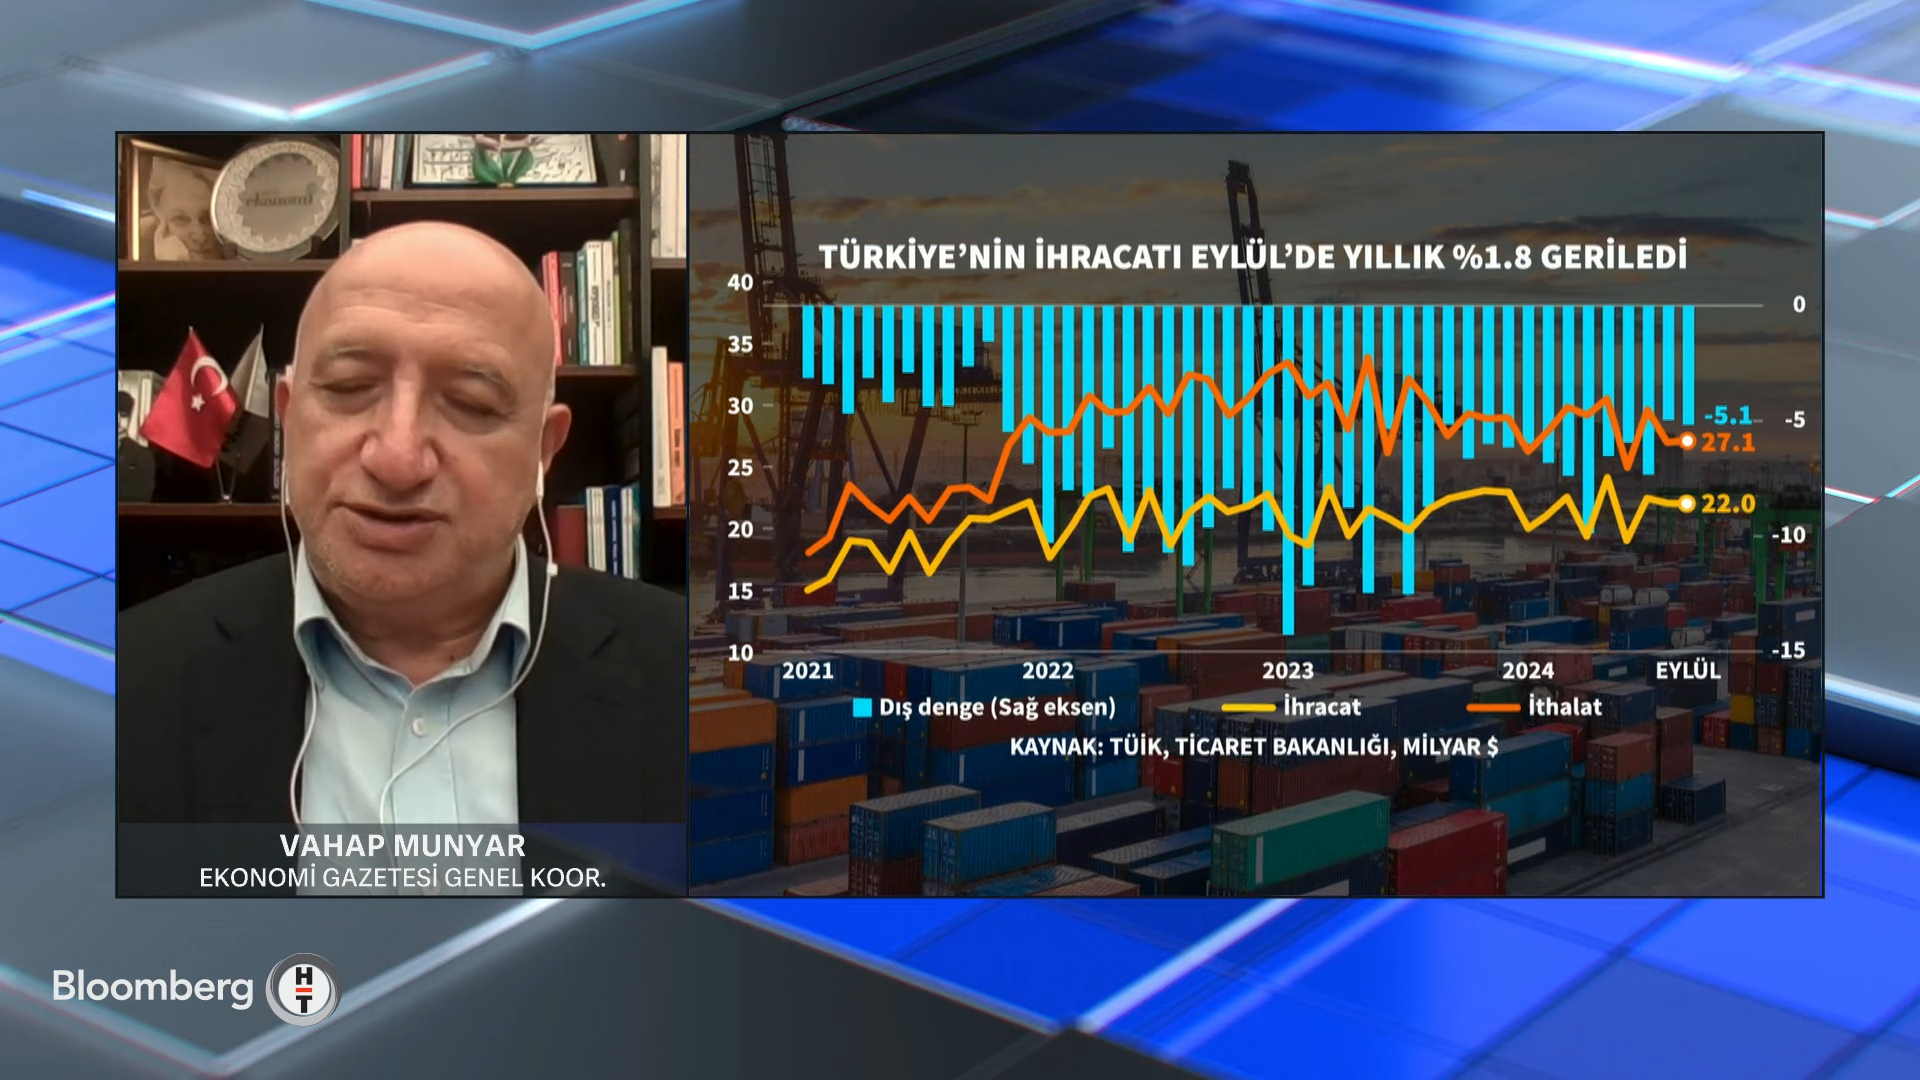 ekonomi
TÜRKİYE'NİN İHRACATI EYLÜL'DE YILLIK %1.8 GERİLEDİ
40
35
30
25
20
15
10
0
-5
-10
-15
-5.1
27.1
22.0
2021 2022 2023 2024 EYLÜL
Dış denge (Sağ eksen) İhracat İthalat
KAYNAK: TÜİK, TİCARET BAKANLIĞI, MİLYAR $
VAHAP MUNYAR
EKONOMİ GAZETESİ GENEL KOOR.
Bloomberg HT